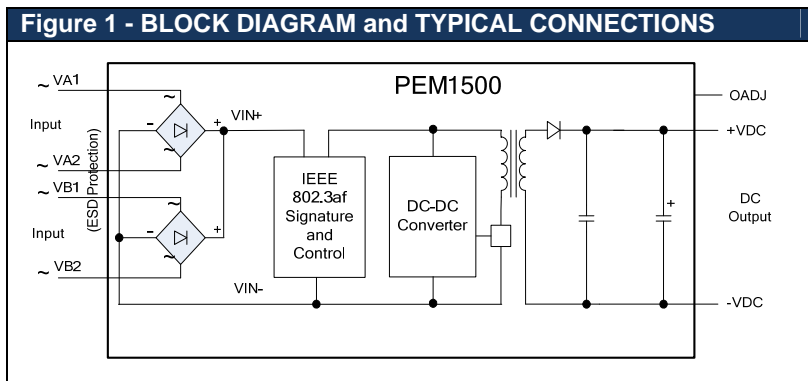 Figure 1 - BLOCK DIAGRAM and TYPICAL CONNECTIONS
PEM1500
~ VA1
Input
~ VA2
~ VB1
Input
~ VB2
(ESD Protection)
~
-
+
~
~
-
+
~
VIN+
VIN-
IEEE
802.3af
Signature
and
Control
DC-DC
Converter
+
OADJ
+VDC
DC
Output
-VDC